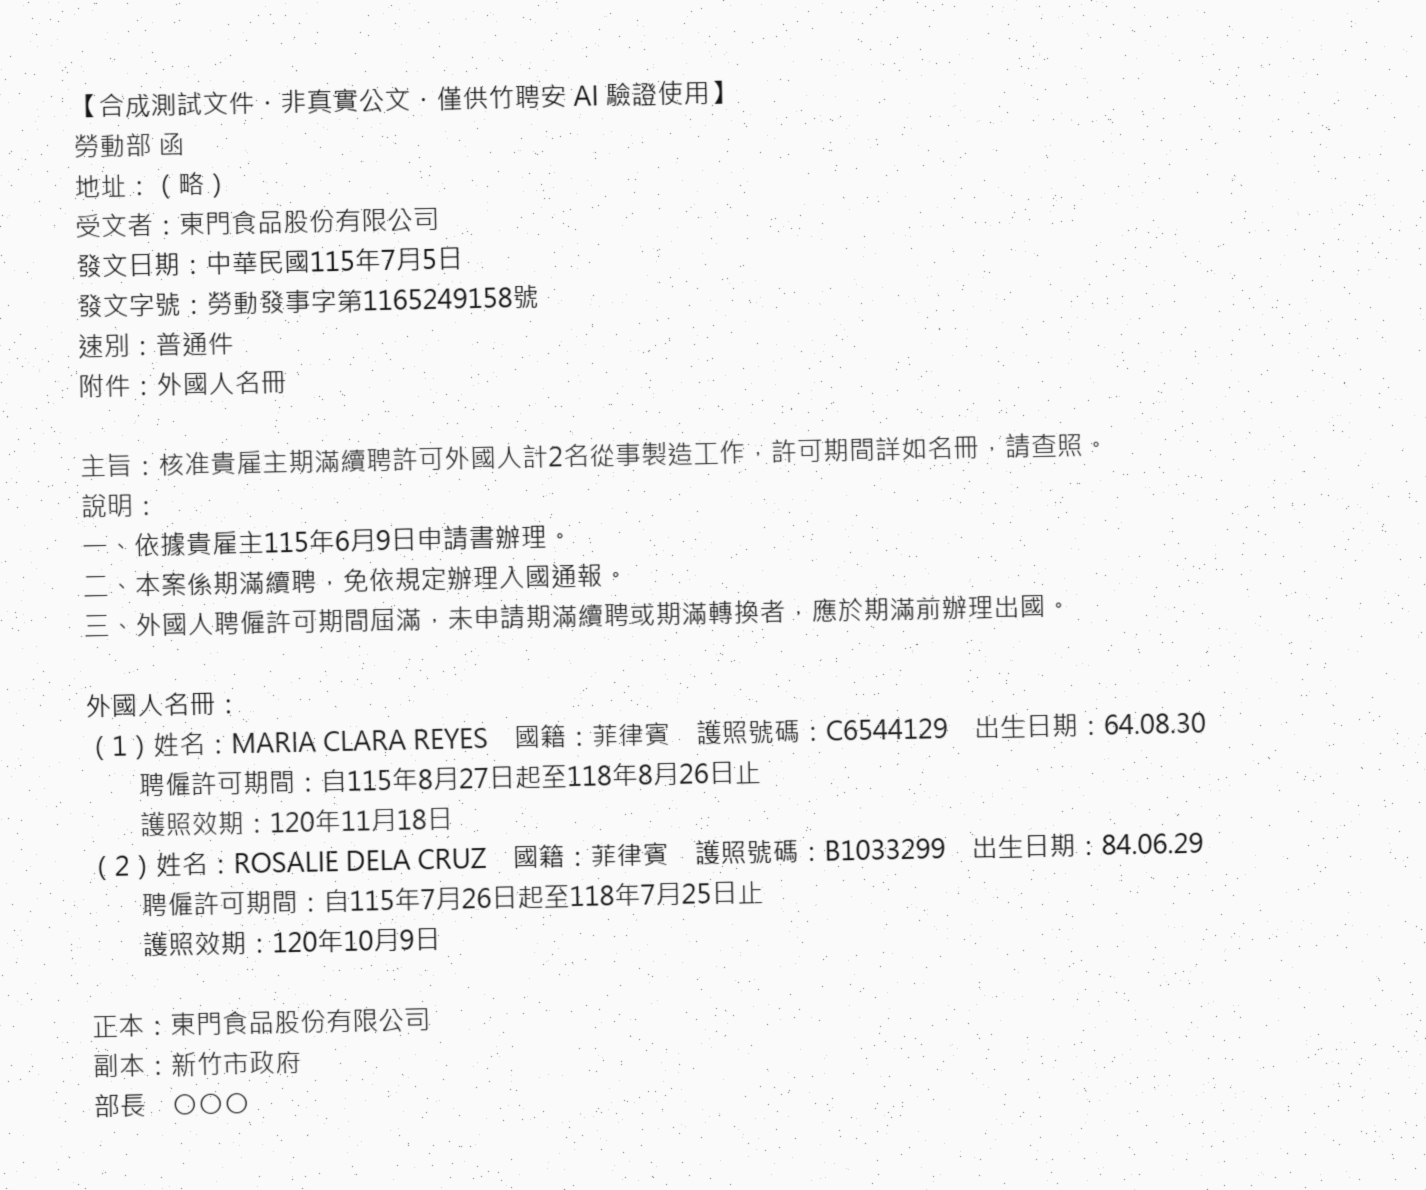 【合成測試文件．非真實公文．僅供竹聘安 AI 驗證使用】
勞動部 函
地址：（略）
受文者：東門食品股份有限公司
發文日期：中華民國115年7月5日
發文字號：勞動發事字第1165249158號
速別：普通件
附件：外國人名冊
主旨：核准貴雇主期滿續聘許可外國人計2名從事製造工作，許可期間詳如名冊，請查照。
說明：
一、依據貴雇主115年6月9日申請書辦理。
二、本案係期滿續聘，免依規定辦理入國通報。
三、外國人聘僱許可期間屆滿，未申請期滿續聘或期滿轉換者，應於期滿前辦理出國。
外國人名冊：
（1）姓名：MARIA CLARA REYES　國籍：菲律賓　護照號碼：C6544129　出生日期：64.08.30
聘僱許可期間：自115年8月27日起至118年8月26日止
護照效期：120年11月18日
（2）姓名：ROSALIE DELA CRUZ　國籍：菲律賓　護照號碼：B1033299　出生日期：84.06.29
聘僱許可期間：自115年7月26日起至118年7月25日止
護照效期：120年10月9日
正本：東門食品股份有限公司
副本：新竹市政府
部長　○○○